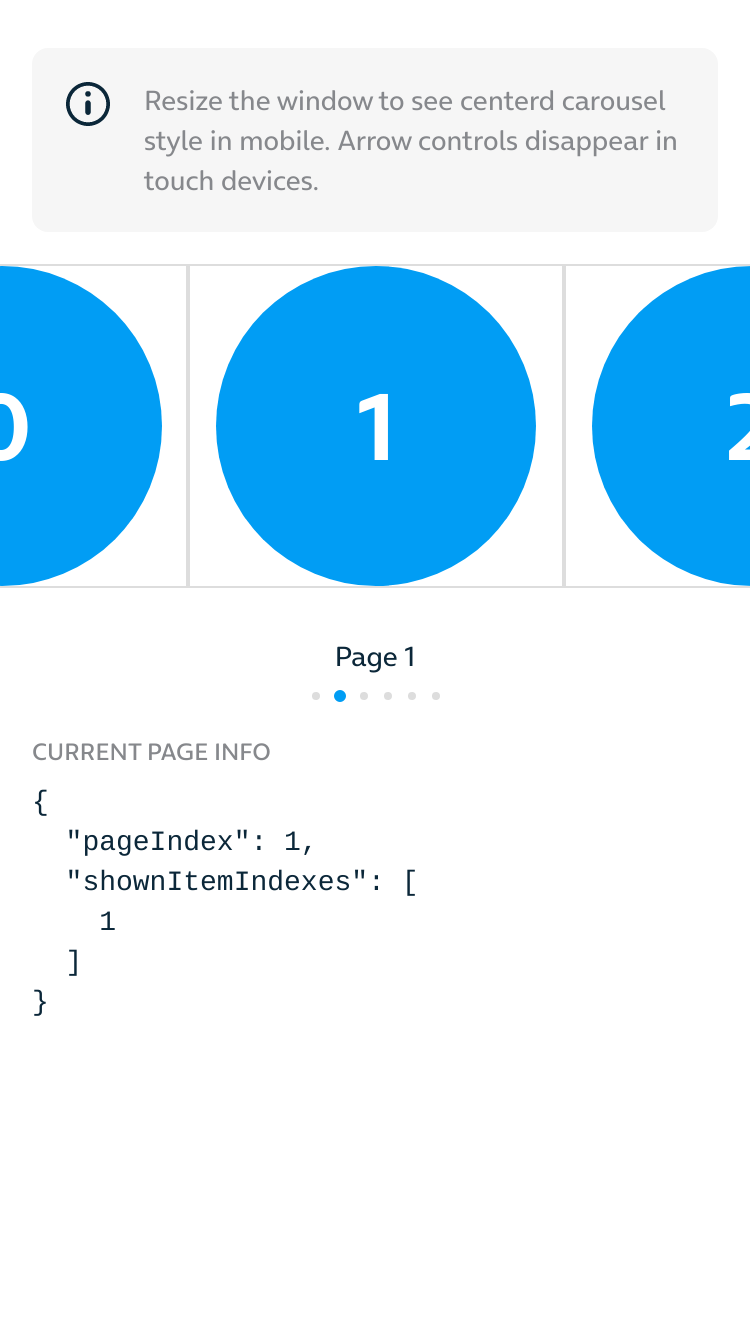 Resize the window to see centerd carousel
style in mobile. Arrow controls disappear in
touch devices.
0 1 2
Page 1
CURRENT PAGE INFO
{
  "pageIndex": 1,
  "shownItemIndexes": [
    1
  ]
}